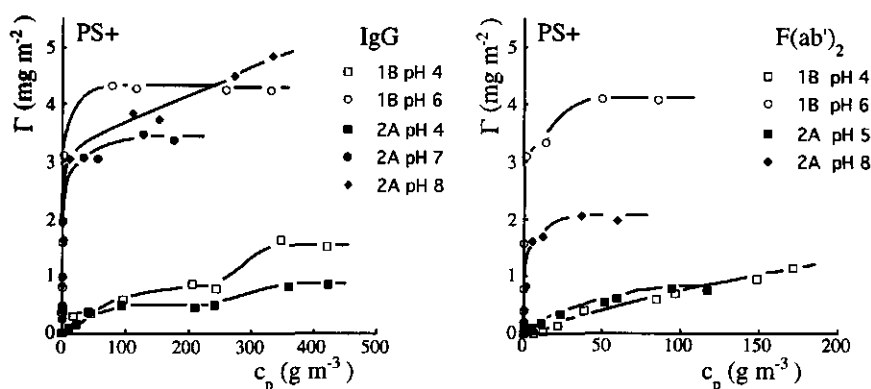 PS+
IgG
□ 1B pH 4
○ 1B pH 6
■ 2A pH 4
● 2A pH 7
◆ 2A pH 8
Γ (mg m⁻²)
5
4
3
2
1
0
0 100 200 300 400 500
cₚ (g m⁻³)
PS+
F(ab')₂
□ 1B pH 4
○ 1B pH 6
■ 2A pH 5
◆ 2A pH 8
Γ (mg m⁻²)
5
4
3
2
1
0
0 50 100 150 200
cₚ (g m⁻³)